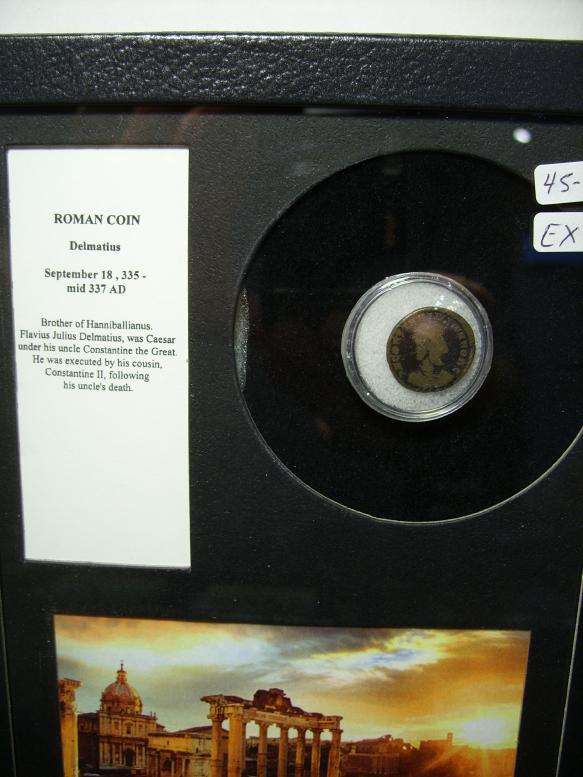 ROMAN COIN
Delmatius
September 18 , 335 -
mid 337 AD
Brother of Hanniballianus.
Flavius Julius Delmatius, was Caesar
under his uncle Constantine the Great.
He was executed by his cousin,
Constantine II, following
his uncle's death.
45-
EX